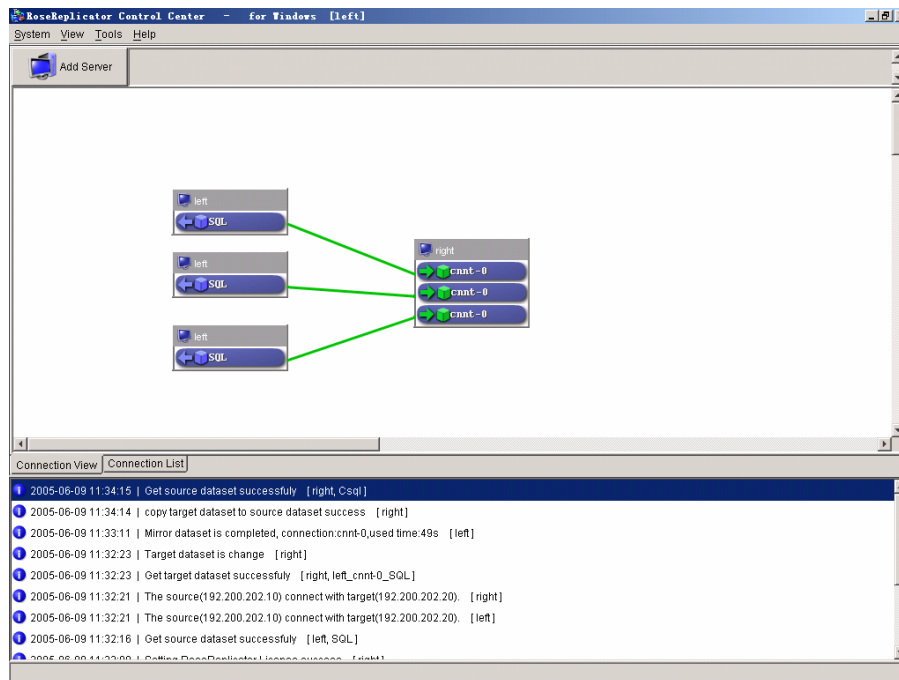 RoseReplicator Control Center - for Windows [left]
System View Tools Help
Add Server
left
SQL
left
SQL
left
SQL
right
cnnt-0
cnnt-0
cnnt-0
Connection View Connection List
2005-06-09 11:34:15 | Get source dataset successfuly [right, Csql]
2005-06-09 11:34:14 | copy target dataset to source dataset success [right]
2005-06-09 11:33:11 | Mirror dataset is completed, connection:cnnt-0,used time:49s [left]
2005-06-09 11:32:23 | Target dataset is change [right]
2005-06-09 11:32:23 | Get target dataset successfuly [right, left_cnnt-0_SQL]
2005-06-09 11:32:21 | The source(192.200.202.10) connect with target(192.200.202.20). [right]
2005-06-09 11:32:21 | The source(192.200.202.10) connect with target(192.200.202.20). [left]
2005-06-09 11:32:16 | Get source dataset successfuly [left, SQL]
RoseReplicator License success [right]